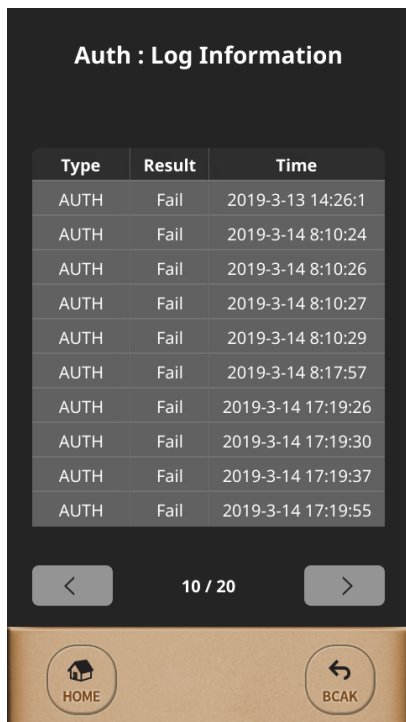 Auth : Log Information
Type Result Time
AUTH Fail 2019-3-13 14:26:1
AUTH Fail 2019-3-14 8:10:24
AUTH Fail 2019-3-14 8:10:26
AUTH Fail 2019-3-14 8:10:27
AUTH Fail 2019-3-14 8:10:29
AUTH Fail 2019-3-14 8:17:57
AUTH Fail 2019-3-14 17:19:26
AUTH Fail 2019-3-14 17:19:30
AUTH Fail 2019-3-14 17:19:37
AUTH Fail 2019-3-14 17:19:55
< 10 / 20 >
HOME BCAK